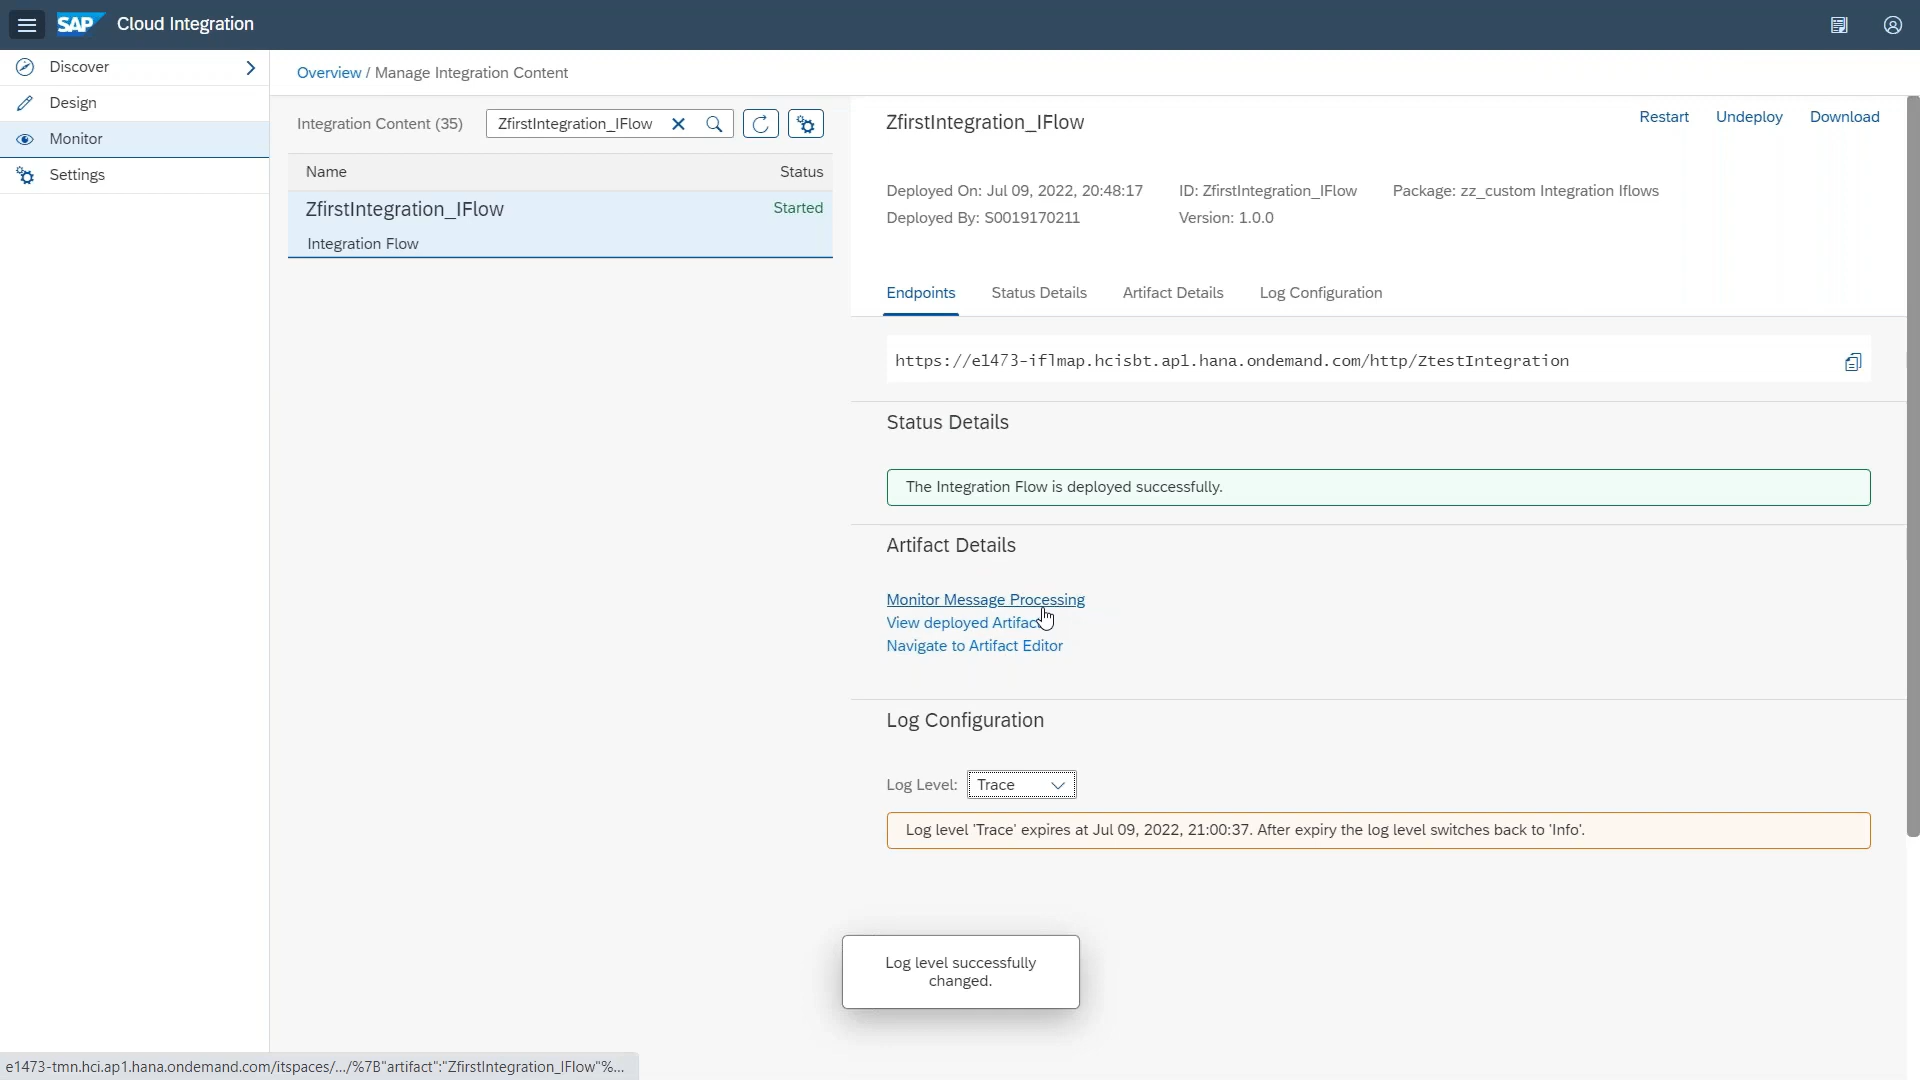 SAP Cloud Integration
Discover
Design
Monitor
Settings
Overview / Manage Integration Content
Integration Content (35)
ZfirstIntegration_IFlow
Name
Status
ZfirstIntegration_IFlow
Started
Integration Flow
ZfirstIntegration_IFlow
Restart
Undeploy
Download
Deployed On: Jul 09, 2022, 20:48:17
ID: ZfirstIntegration_IFlow
Package: zz_custom Integration Iflows
Deployed By: S0019170211
Version: 1.0.0
Endpoints
Status Details
Artifact Details
Log Configuration
https://e1473-iflmap.hcisbt.ap1.hana.ondemand.com/http/ZtestIntegration
Status Details
The Integration Flow is deployed successfully.
Artifact Details
Monitor Message Processing
View deployed Artifact
Navigate to Artifact Editor
Log Configuration
Log Level:
Trace
Log level 'Trace' expires at Jul 09, 2022, 21:00:37. After expiry the log level switches back to 'Info'.
Log level successfully
changed.
e1473-tmn.hci.ap1.hana.ondemand.com/itspaces/.../%7B"artifact":"ZfirstIntegration_IFlow"%...